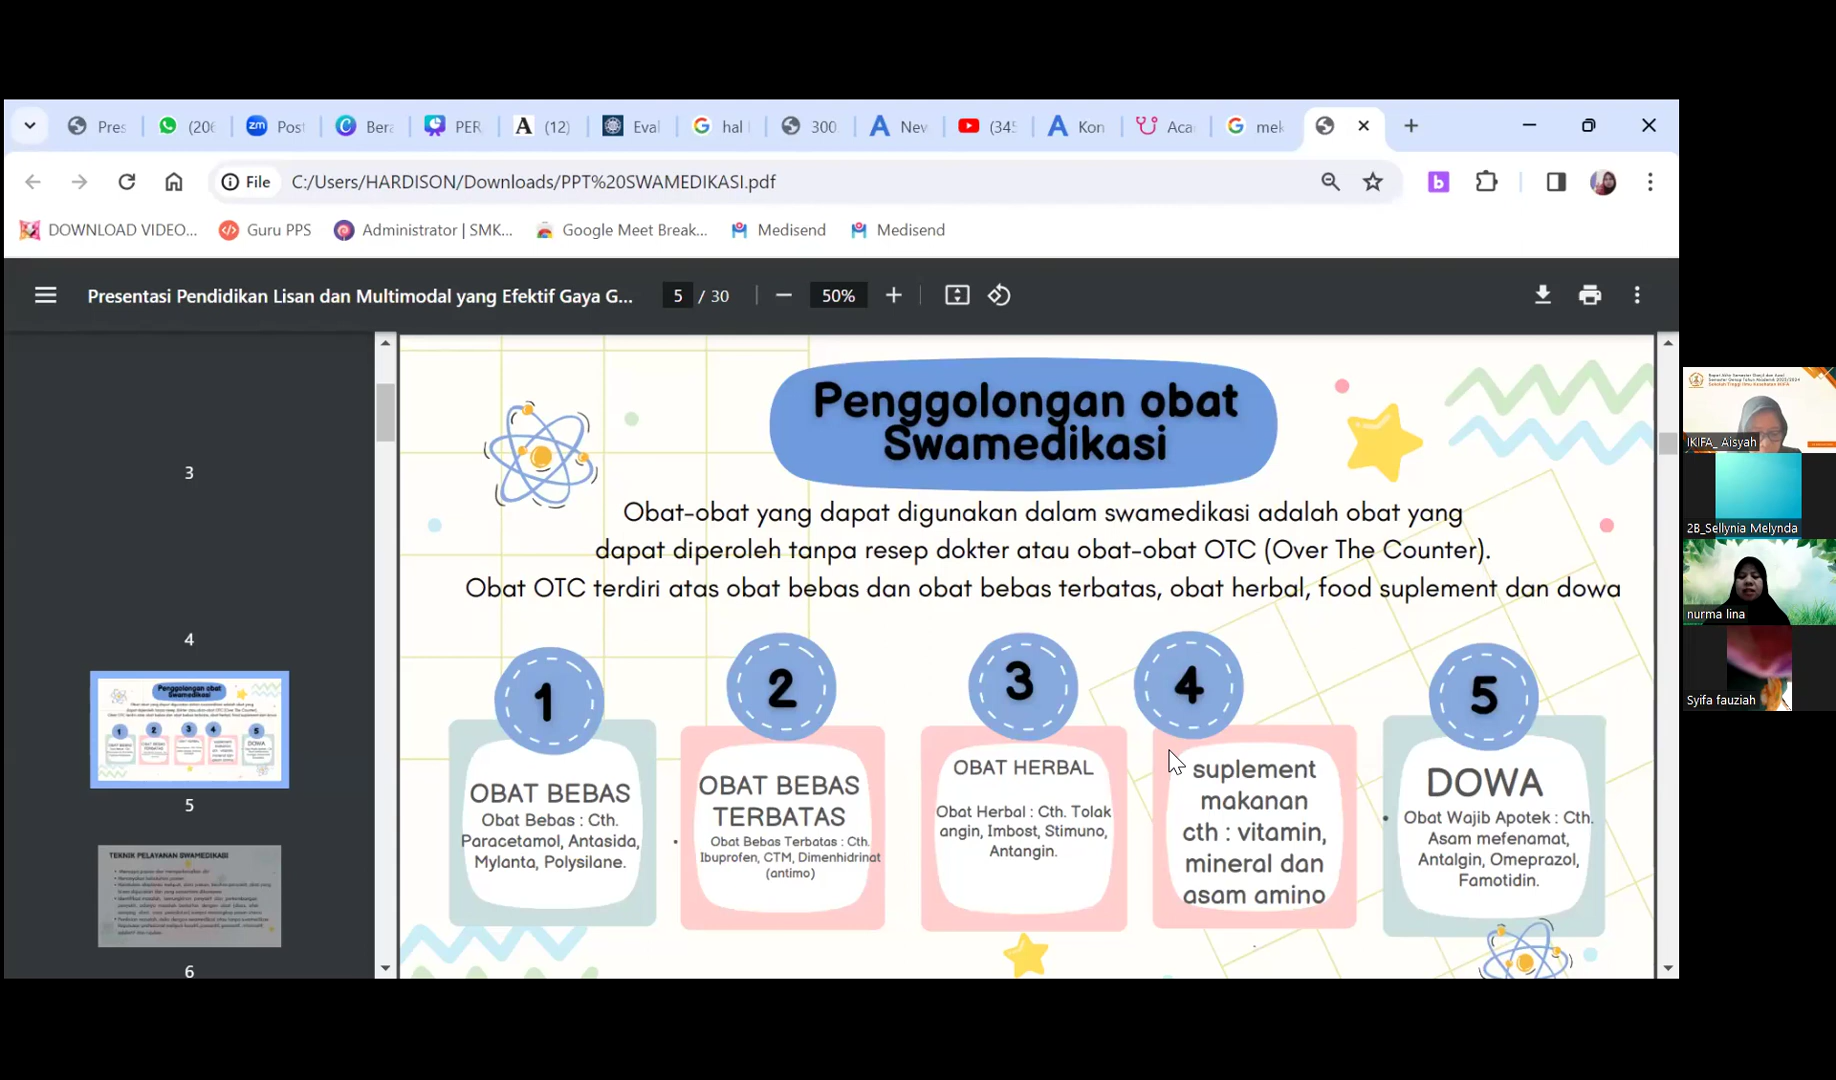 Pres
(206
Post
Bera
PER
(12)
Eval
hal
300
New
(345
Kon
Aca
mek
File
C:/Users/HARDISON/Downloads/PPT%20SWAMEDIKASI.pdf
DOWNLOAD VIDEO...
Guru PPS
Administrator | SMK...
Google Meet Break...
Medisend
Medisend
Presentasi Pendidikan Lisan dan Multimodal yang Efektif Gaya G...
5 / 30
50%
3
4
5
TEKNIK PELAYANAN SWAMEDIKASI
6
Penggolongan obat
Swamedikasi
Obat-obat yang dapat digunakan dalam swamedikasi adalah obat yang
dapat diperoleh tanpa resep dokter atau obat-obat OTC (Over The Counter).
Obat OTC terdiri atas obat bebas dan obat bebas terbatas, obat herbal, food suplement dan dowa
1
OBAT BEBAS
Obat Bebas : Cth.
Paracetamol, Antasida,
Mylanta, Polysilane.
2
OBAT BEBAS
TERBATAS
Obat Bebas Terbatas : Cth.
Ibuprofen, CTM, Dimenhidrinat
(antimo)
3
OBAT HERBAL
Obat Herbal : Cth. Tolak
angin, Imbost, Stimuno,
Antangin.
4
suplement
makanan
cth : vitamin,
mineral dan
asam amino
5
DOWA
Obat Wajib Apotek : Cth.
Asam mefenamat,
Antalgin, Omeprazol,
Famotidin.
IKIFA_ Aisyah
2B_Sellynia Melynda
nurma lina
Syifa fauziah